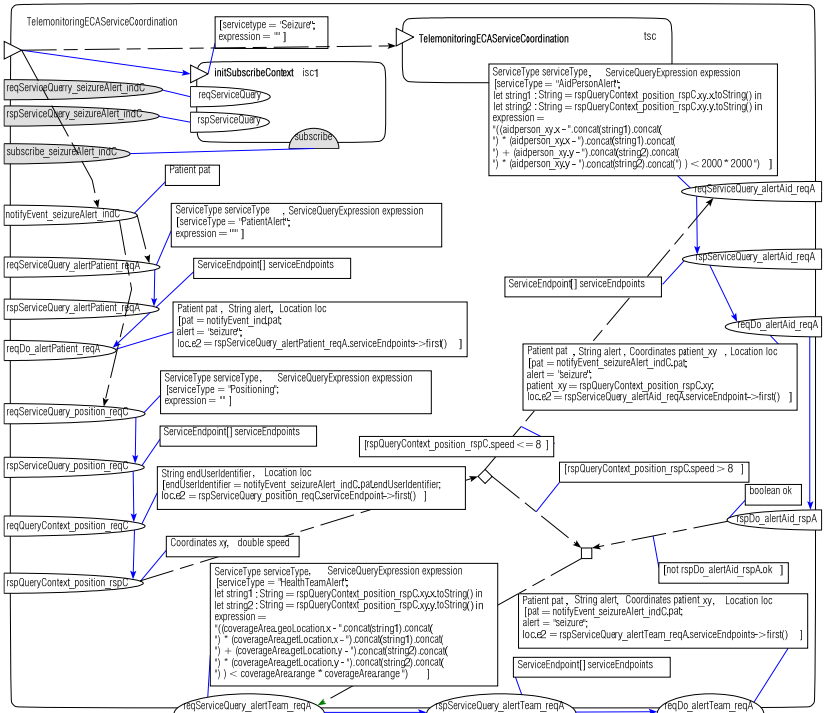 TelemonitoringECAServiceCoordination
[servicetype = "Seizure";
expression = "" ]
TelemonitoringECAServiceCoordination
tsc
initSubscribeContext isc1
reqServiceQuery_seizureAlert_indC
reqServiceQuery
rspServiceQuery_seizureAlert_indC
rspServiceQuery
subscribe
subscribe_seizureAlert_indC
ServiceType serviceType, ServiceQueryExpression expression
[serviceType = "AidPersonAlert";
let string1 : String = rspQueryContext_position_rspC.xy.x.toString() in
let string2 : String = rspQueryContext_position_rspC.xy.y.toString() in
expression =
"((aidperson_xy.x - ".concat(string1).concat(
") * (aidperson_xy.x - ").concat(string1).concat(
") + (aidperson_xy.y - ").concat(string2).concat(
") * (aidperson_xy.y - ").concat(string2).concat(") ) < 2000 * 2000 ") ]
Patient pat
reqServiceQuery_alertAid_reqA
notifyEvent_seizureAlert_indC
ServiceType serviceType , ServiceQueryExpression expression
[serviceType = "PatientAlert";
expression = """ ]
rspServiceQuery_alertAid_reqA
reqServiceQuery_alertPatient_reqA
ServiceEndpoint[] serviceEndpoints
ServiceEndpoint[] serviceEndpoints
rspServiceQuery_alertPatient_reqA
Patient pat , String alert, Location loc
[pat = notifyEvent_ind.pat;
alert = "seizure";
loc.e2 = rspServiceQuery_alertPatient_reqA.serviceEndpoints->first() ]
reqDo_alertAid_reqA
reqDo_alertPatient_reqA
Patient pat , String alert , Coordinates patient_xy , Location loc
[pat = notifyEvent_seizureAlert_indC.pat;
alert = "seizure";
patient_xy = rspQueryContext_position_rspC.xy;
loc.e2 = rspServiceQuery_alertAid_reqA.serviceEndpoint->first() ]
ServiceType serviceType, ServiceQueryExpression expression
[serviceType = "Positioning";
expression = "" ]
reqServiceQuery_position_reqC
ServiceEndpoint[] serviceEndpoints
[rspQueryContext_position_rspC.speed <= 8 ]
rspServiceQuery_position_reqC
String endUserIdentifier, Location loc
[endUserIdentifier = notifyEvent_seizureAlert_indC.pat.endUserIdentifier;
loc.e2 = rspServiceQuery_position_reqC.serviceEndpoint->first() ]
[rspQueryContext_position_rspC.speed > 8 ]
boolean ok
reqQueryContext_position_reqC
rspDo_alertAid_rspA
Coordinates xy, double speed
rspQueryContext_position_rspC
[not rspDo_alertAid_rspA.ok ]
ServiceType serviceType, ServiceQueryExpression expression
[serviceType = "HealthTeamAlert";
let string1 : String = rspQueryContext_position_rspC.xy.x.toString() in
let string2 : String = rspQueryContext_position_rspC.xy.y.toString() in
expression =
"((coverageArea.geoLocation.x - ".concat(string1).concat(
") * (coverageArea.getLocation.x - ").concat(string1).concat(
") + (coverageArea.getLocation.y - ").concat(string2).concat(
") * (coverageArea.getLocation.y - ").concat(string2).concat(
") ) < coverageArea.range * coverageArea.range ") ]
Patient pat , String alert, Coordinates patient_xy, Location loc
[pat = notifyEvent_seizureAlert_indC.pat;
alert = "seizure";
loc.e2 = rspServiceQuery_alertTeam_reqA.serviceEndpoints->first() ]
ServiceEndpoint[] serviceEndpoints
reqServiceQuery_alertTeam_reqA
rspServiceQuery_alertTeam_reqA
reqDo_alertTeam_reqA